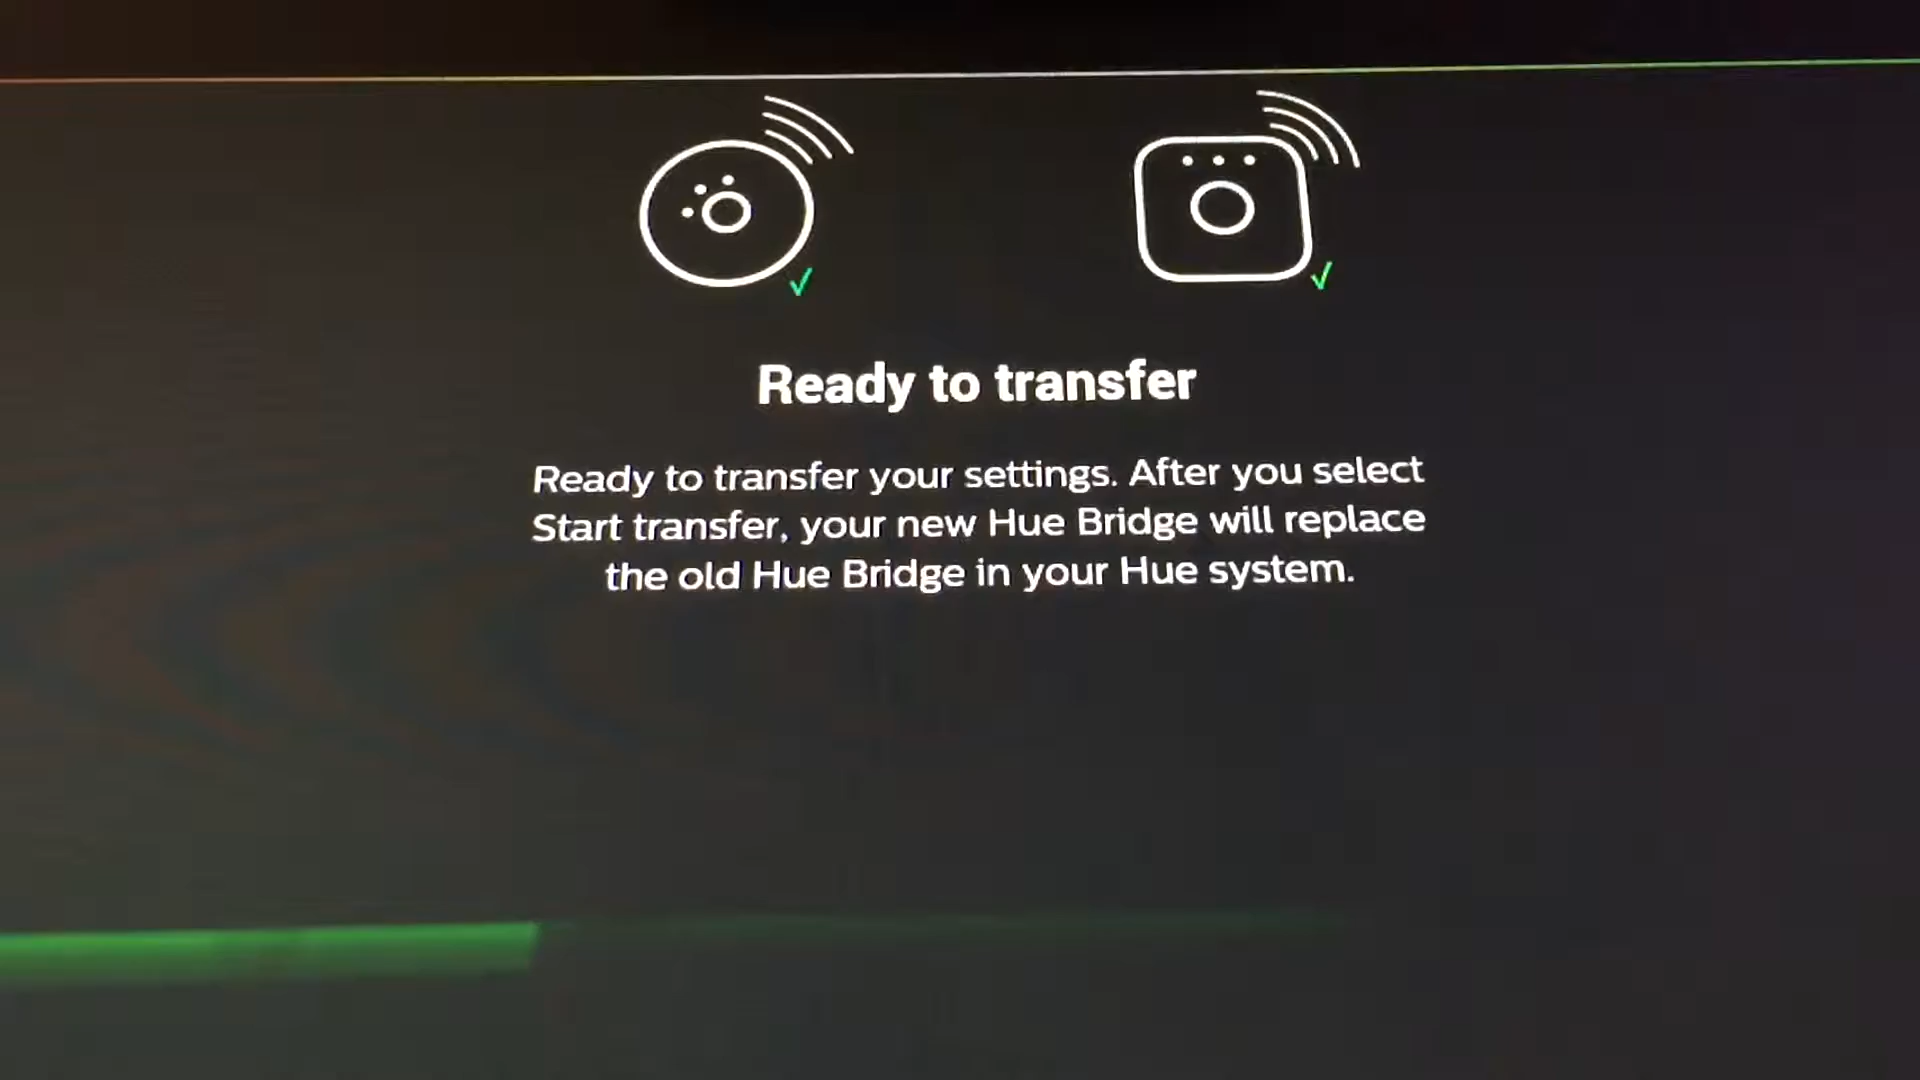 Ready to transfer
Ready to transfer your settings. After you select
Start transfer, your new Hue Bridge will replace
the old Hue Bridge in your Hue system.